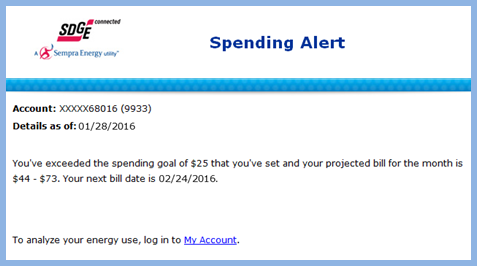 SDGE connected
A Sempra Energy utility™
Spending Alert
Account: XXXXX68016 (9933)
Details as of: 01/28/2016
You've exceeded the spending goal of $25 that you've set and your projected bill for the month is
$44 - $73. Your next bill date is 02/24/2016.
To analyze your energy use, log in to My Account.